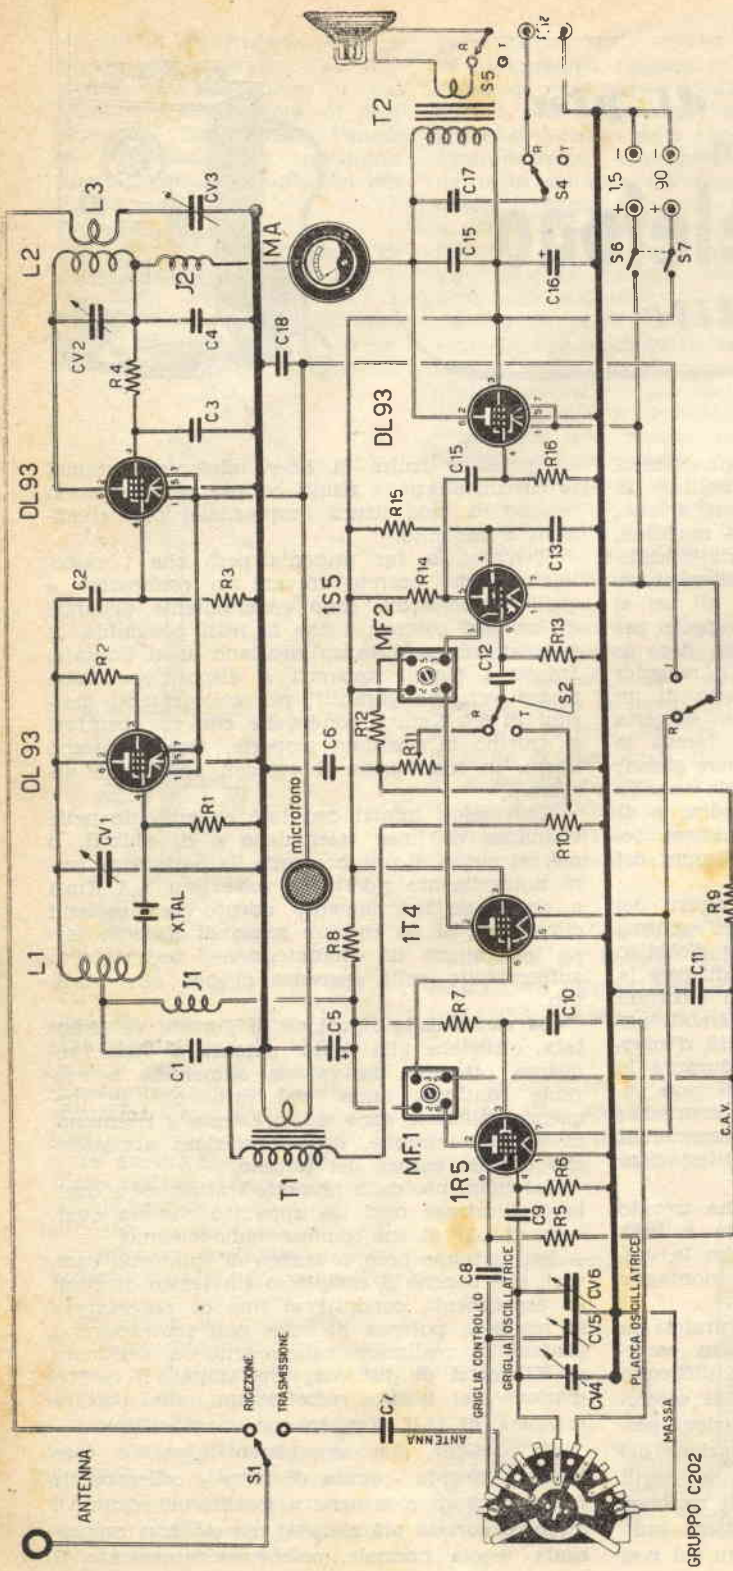 ANTENNA
S1
RICEZIONE
TRASMISSIONE
C7
ANTENNA
GRUPPO C202
MASSA
GRIGLIA CONTROLLO
GRIGLIA OSCILLATRICE
PLACCA OSCILLATRICE
CV4
CV5/CV6
C8
C9
R5
R6
1R5
MF1
R7
C10
C11
C.A.V.
R9
T1
C1
J1
C5
R8
L1
XTAL
CV1
R1
R2
DL93
C2
R3
DL93
C3
R4
C4
CV2
L2
L3
CV3
J2
MA
C18
microfono
C6
1T4
R10
R11
R12
R
T
S2
MF2
1S5
C12
R13
R14
R15
C13
C15
R16
DL93
C16
C15
C17
T2
R
T
S4
R
T
S5
+ 1,5 -
+ 90 -
S6
S7
R